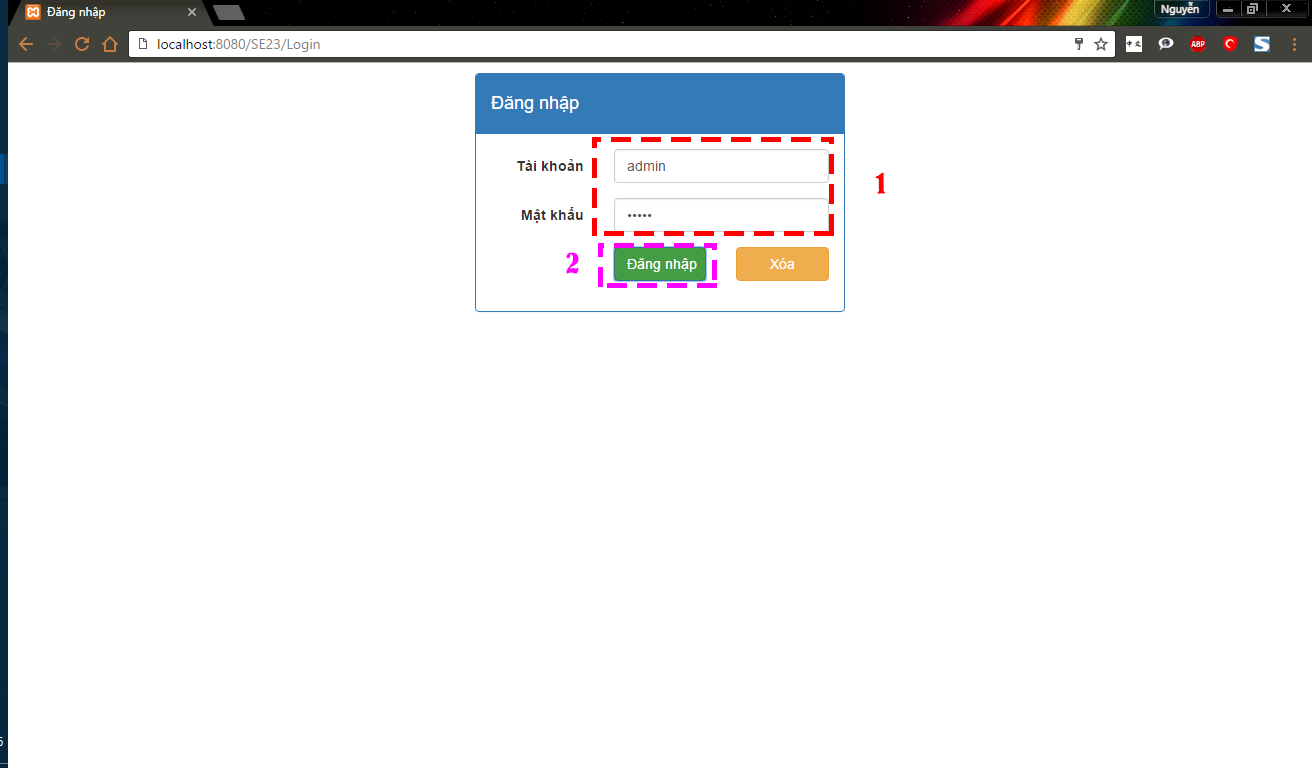 Đăng nhập
Nguyễn
localhost:8080/SE23/Login
ABP
Đăng nhập
Tài khoản admin
1
Mật khẩu •••••
2 Đăng nhập Xóa